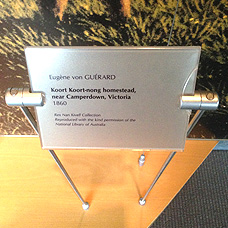 Eugène von GUÉRARD
Koort Koort-nong homestead,
near Camperdown, Victoria
1860
Rex Nan Kivell Collection
Reproduced with the kind permission of the
National Library of Australia